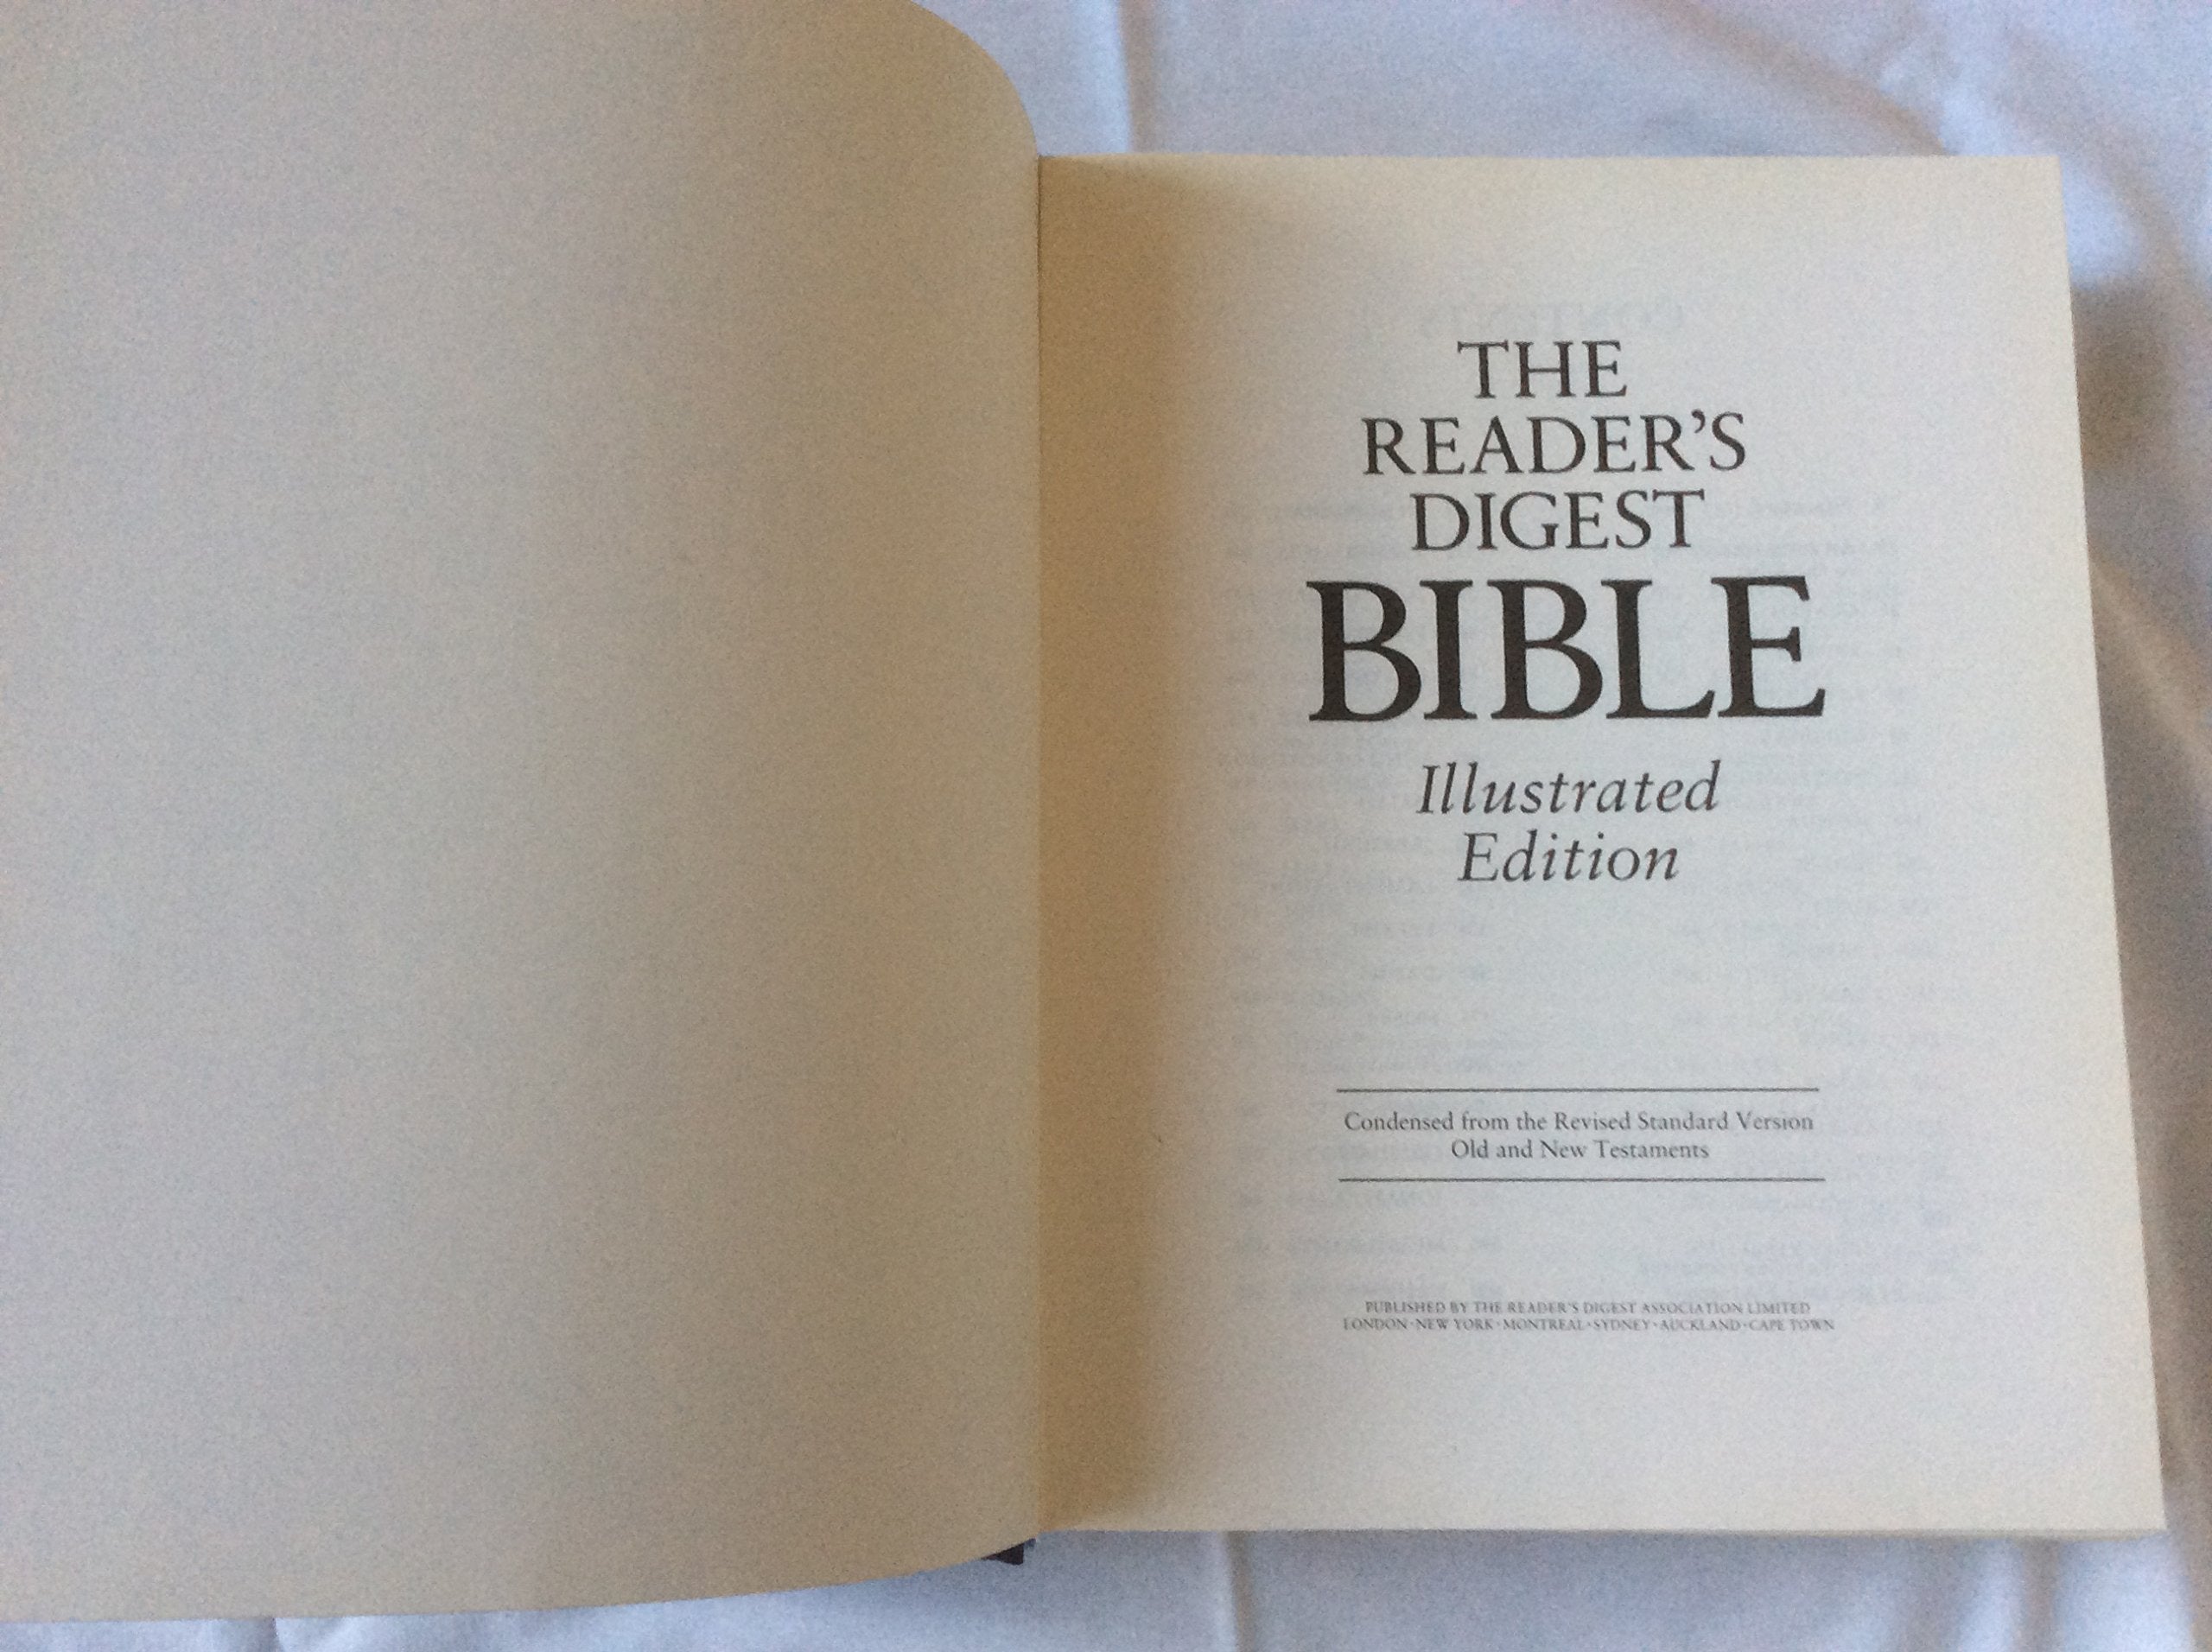 THE
READER’S
DIGEST
BIBLE
Illustrated
Edition
Condensed from the Revised Standard Version
Old and New Testaments
PUBLISHED BY THE READER'S DIGEST ASSOCIATION LIMITED
LONDON · NEW YORK · MONTREAL · SYDNEY · AUCKLAND · CAPE TOWN